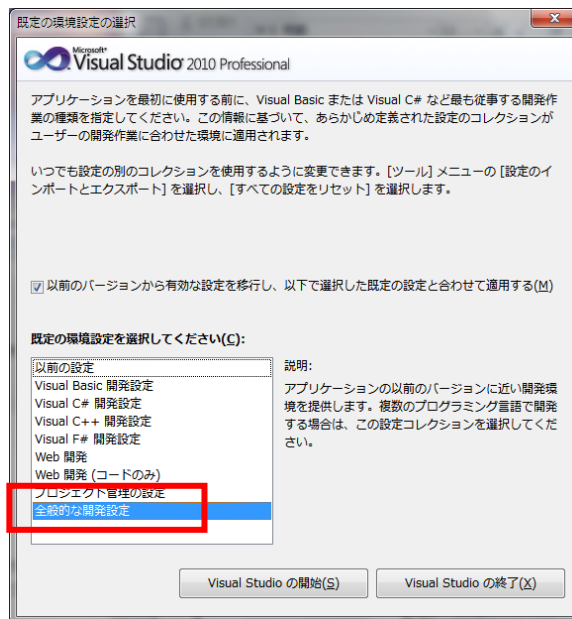 既定の環境設定の選択
Microsoft
Visual Studio 2010 Professional
アプリケーションを最初に使用する前に、Visual Basic または Visual C# など最も従事する開発作
業の種類を指定してください。この情報に基づいて、あらかじめ定義された設定のコレクションが
ユーザーの開発作業に合わせた環境に適用されます。
いつでも設定の別のコレクションを使用するように変更できます。[ツール] メニューの [設定のイ
ンポートとエクスポート] を選択し、[すべての設定をリセット] を選択します。
以前のバージョンから有効な設定を移行し、以下で選択した既定の設定と合わせて適用する(M)
既定の環境設定を選択してください(C):
以前の設定
Visual Basic 開発設定
Visual C# 開発設定
Visual C++ 開発設定
Visual F# 開発設定
Web 開発
Web 開発 (コードのみ)
プロジェクト管理の設定
全般的な開発設定
説明:
アプリケーションの以前のバージョンに近い開発環
境を提供します。複数のプログラミング言語で開発
する場合は、この設定コレクションを選択してくだ
さい。
Visual Studio の開始(S)
Visual Studio の終了(X)